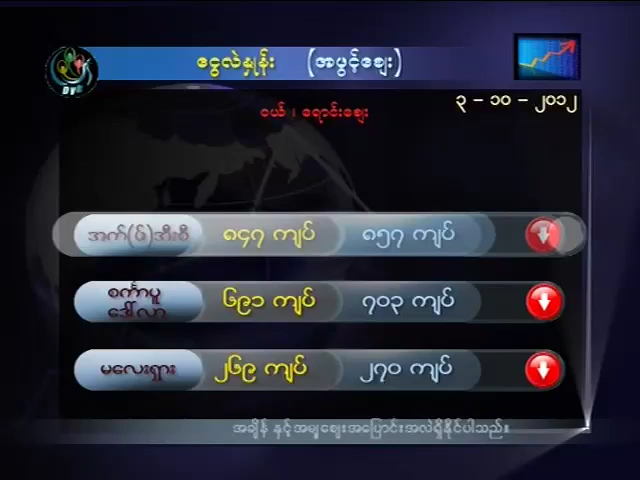 ငွေလဲနှုန်း (အဖွင့်ဈေး)
၃ - ၁၀ - ၂၀၁၂
ဝယ် ၊ ရောင်းဈေး
အက်(ဖ်)အီးစီ ၈၄၇ ကျပ် ၈၅၇ ကျပ်
စင်္ကာပူ ဒေါ်လာ ၆၉၁ ကျပ် ၇၀၃ ကျပ်
မလေးရှား ၂၆၉ ကျပ် ၂၇၀ ကျပ်
အချိန် နှင့်အမျှဈေးအပြောင်းအလဲရှိနိုင်ပါသည်။